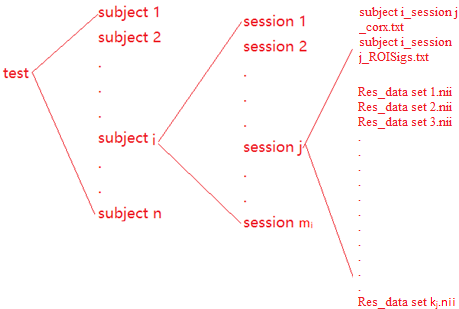 test
subject 1
subject 2
.
.
.
subject i
.
.
subject n
session 1
session 2
.
.
.
session j
.
.
session mᵢ
subject i_session j
_corx.txt
subject i_session
j_ROISigs.txt
Res_data set 1.nii
Res_data set 2.nii
Res_data set 3.nii
.
.
.
.
.
.
.
.
.
.
.
Res_data set kⱼ.nii